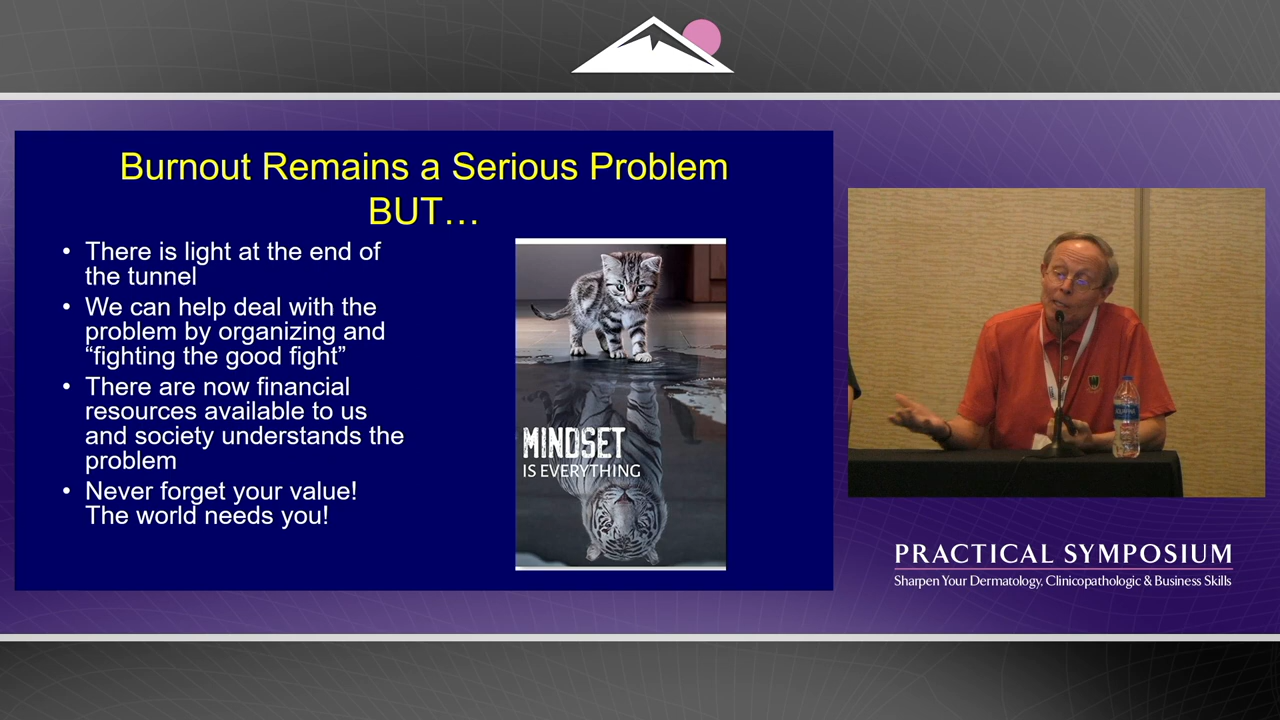 Burnout Remains a Serious Problem
BUT…
• There is light at the end of
the tunnel
• We can help deal with the
problem by organizing and
“fighting the good fight”
• There are now financial
resources available to us
and society understands the
problem
• Never forget your value!
The world needs you!
MINDSET
IS EVERYTHING
PRACTICAL SYMPOSIUM
Sharpen Your Dermatology, Clinicopathologic & Business Skills